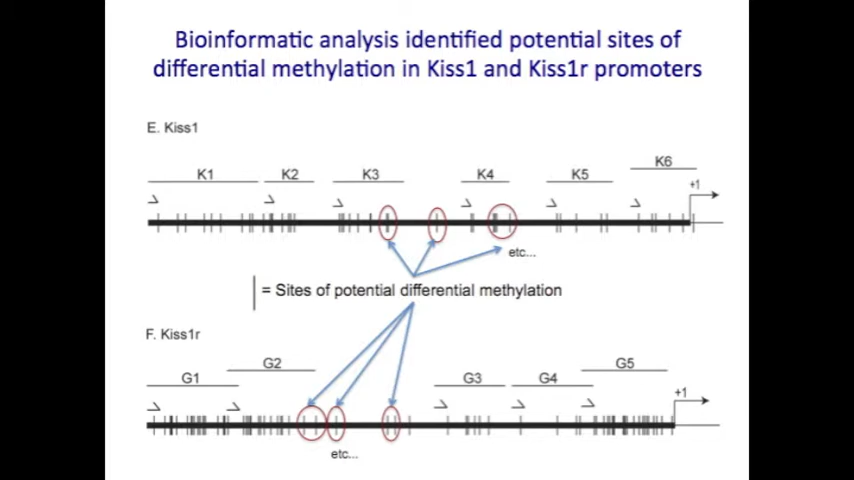 Bioinformatic analysis identified potential sites of
differential methylation in Kiss1 and Kiss1r promoters
E. Kiss1
K1 K2 K3 K4 K5 K6
+1
etc...
= Sites of potential differential methylation
F. Kiss1r
G1 G2 G3 G4 G5
+1
etc...